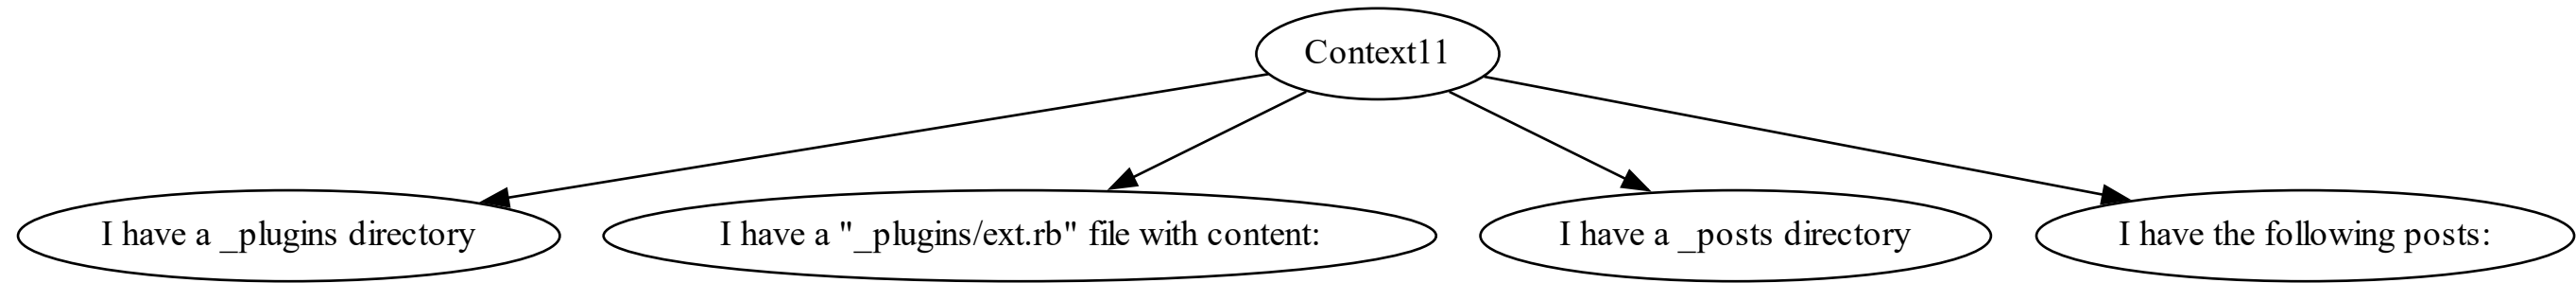 Context11
I have a _plugins directory
I have a "_plugins/ext.rb" file with content:
I have a _posts directory
I have the following posts: